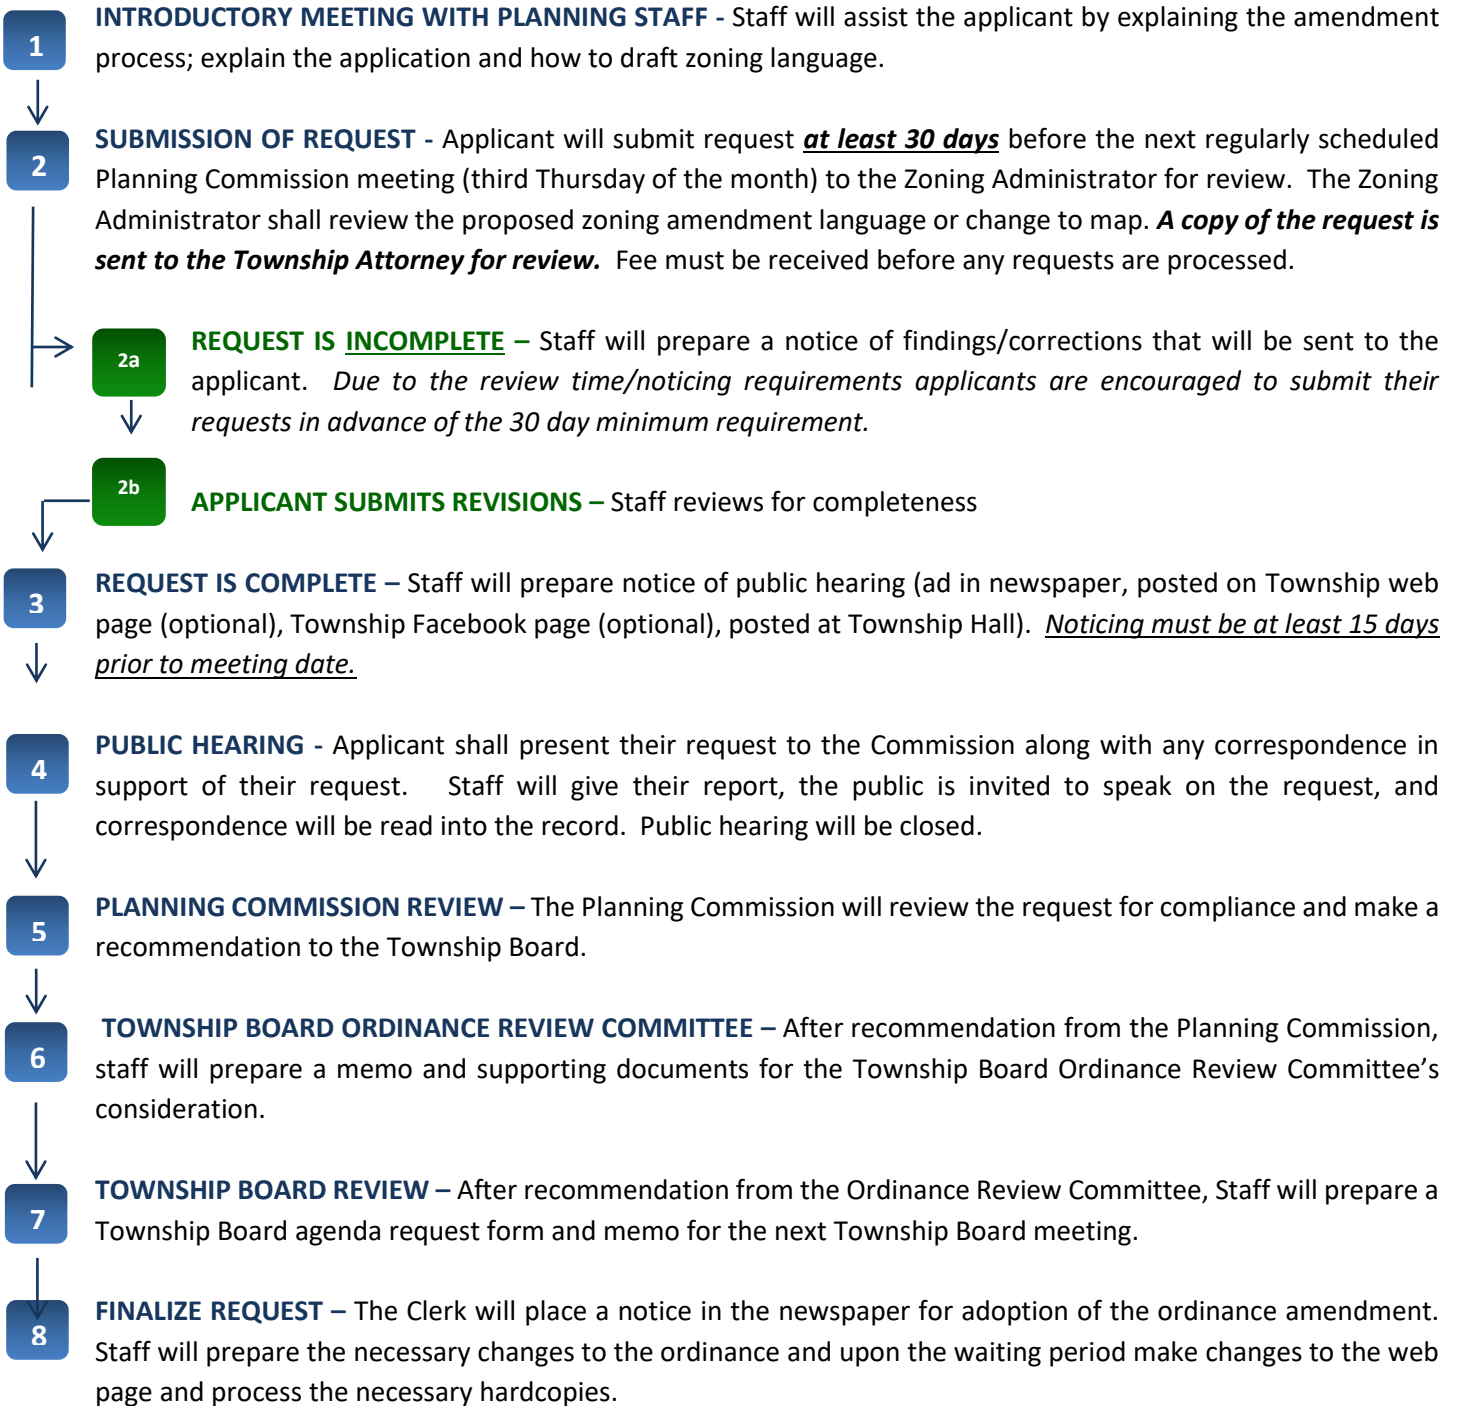 1
INTRODUCTORY MEETING WITH PLANNING STAFF - Staff will assist the applicant by explaining the amendment
process; explain the application and how to draft zoning language.
2
SUBMISSION OF REQUEST - Applicant will submit request at least 30 days before the next regularly scheduled
Planning Commission meeting (third Thursday of the month) to the Zoning Administrator for review. The Zoning
Administrator shall review the proposed zoning amendment language or change to map. A copy of the request is
sent to the Township Attorney for review. Fee must be received before any requests are processed.
2a
REQUEST IS INCOMPLETE – Staff will prepare a notice of findings/corrections that will be sent to the
applicant. Due to the review time/noticing requirements applicants are encouraged to submit their
requests in advance of the 30 day minimum requirement.
2b
APPLICANT SUBMITS REVISIONS – Staff reviews for completeness
3
REQUEST IS COMPLETE – Staff will prepare notice of public hearing (ad in newspaper, posted on Township web
page (optional), Township Facebook page (optional), posted at Township Hall). Noticing must be at least 15 days
prior to meeting date.
4
PUBLIC HEARING - Applicant shall present their request to the Commission along with any correspondence in
support of their request. Staff will give their report, the public is invited to speak on the request, and
correspondence will be read into the record. Public hearing will be closed.
5
PLANNING COMMISSION REVIEW – The Planning Commission will review the request for compliance and make a
recommendation to the Township Board.
6
TOWNSHIP BOARD ORDINANCE REVIEW COMMITTEE – After recommendation from the Planning Commission,
staff will prepare a memo and supporting documents for the Township Board Ordinance Review Committee’s
consideration.
7
TOWNSHIP BOARD REVIEW – After recommendation from the Ordinance Review Committee, Staff will prepare a
Township Board agenda request form and memo for the next Township Board meeting.
8
FINALIZE REQUEST – The Clerk will place a notice in the newspaper for adoption of the ordinance amendment.
Staff will prepare the necessary changes to the ordinance and upon the waiting period make changes to the web
page and process the necessary hardcopies.